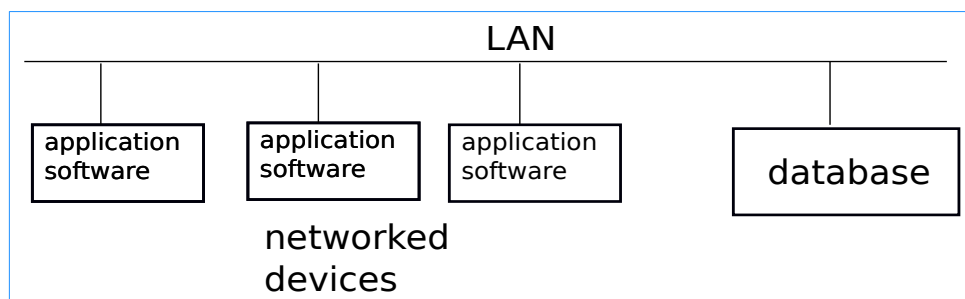 LAN
application
software
application
software
application
software
database
networked
devices